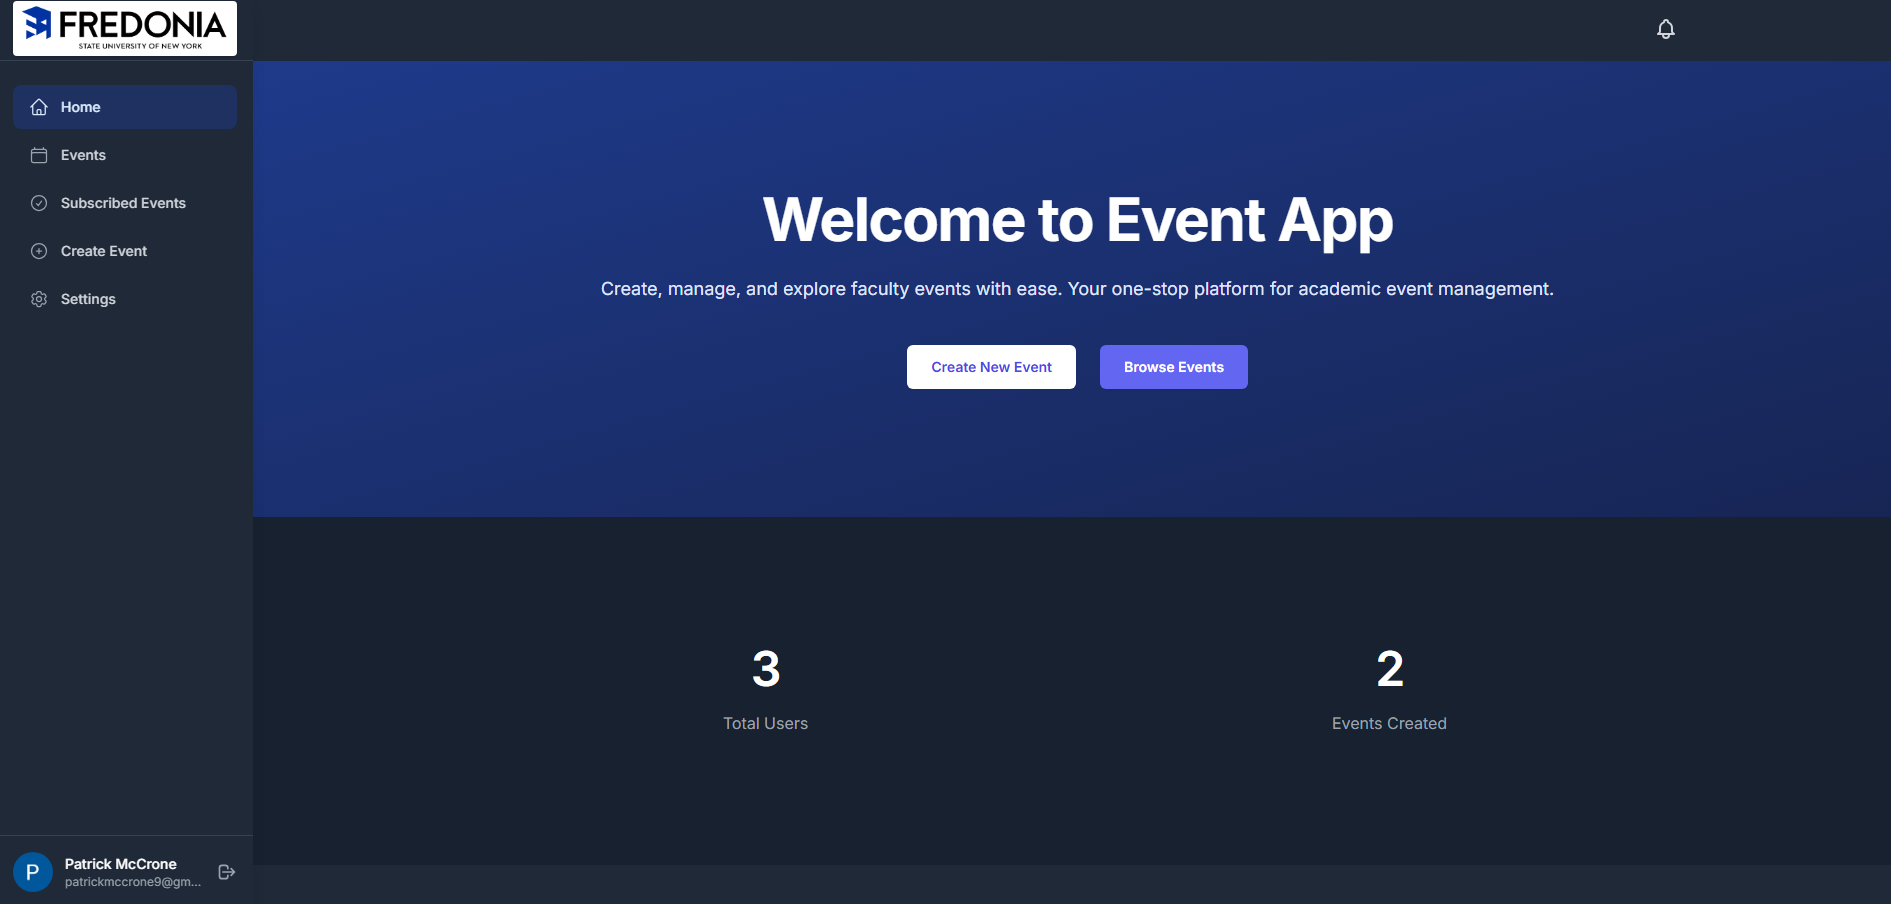 FREDONIA
STATE UNIVERSITY OF NEW YORK
Home
Events
Subscribed Events
Create Event
Settings
Welcome to Event App
Create, manage, and explore faculty events with ease. Your one-stop platform for academic event management.
Create New Event
Browse Events
3
Total Users
2
Events Created
P
Patrick McCrone
patrickmccrone9@gm...